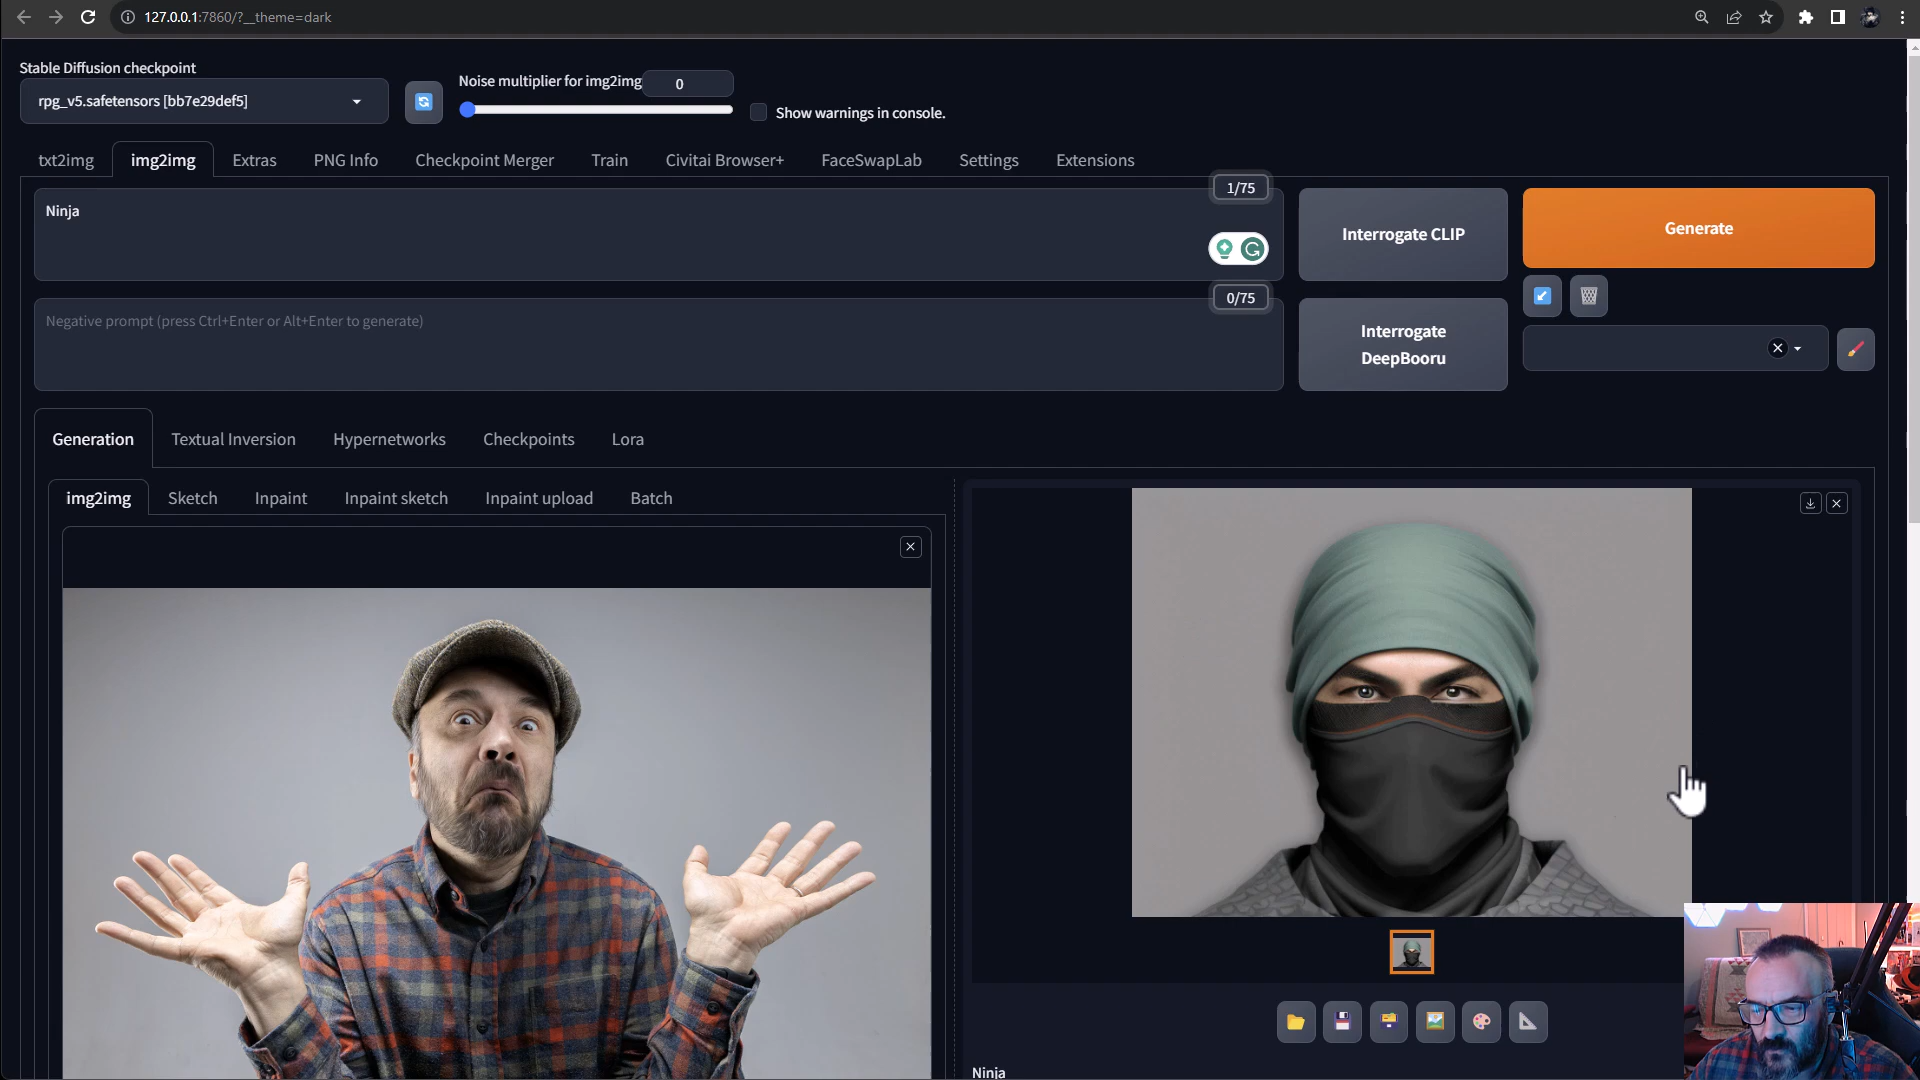 127.0.0.1:7860/?__theme=dark
Stable Diffusion checkpoint
rpg_v5.safetensors [bb7e29def5]
Noise multiplier for img2img
0
Show warnings in console.
txt2img
img2img
Extras
PNG Info
Checkpoint Merger
Train
Civitai Browser+
FaceSwapLab
Settings
Extensions
1/75
Ninja
Interrogate CLIP
Generate
0/75
Negative prompt (press Ctrl+Enter or Alt+Enter to generate)
Interrogate
DeepBooru
Generation
Textual Inversion
Hypernetworks
Checkpoints
Lora
img2img
Sketch
Inpaint
Inpaint sketch
Inpaint upload
Batch
Ninja